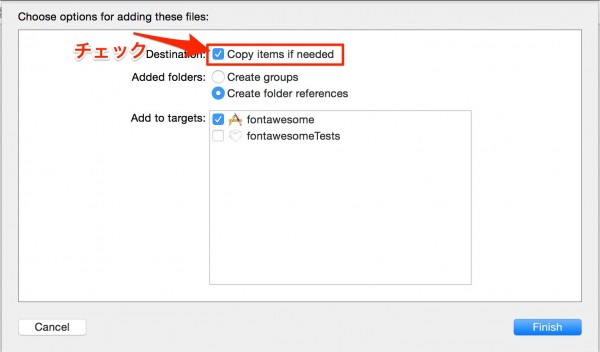 Choose options for adding these files:
チェック
Destination: Copy items if needed
Added folders: Create groups
Create folder references
Add to targets: fontawesome
fontawesomeTests
Cancel Finish